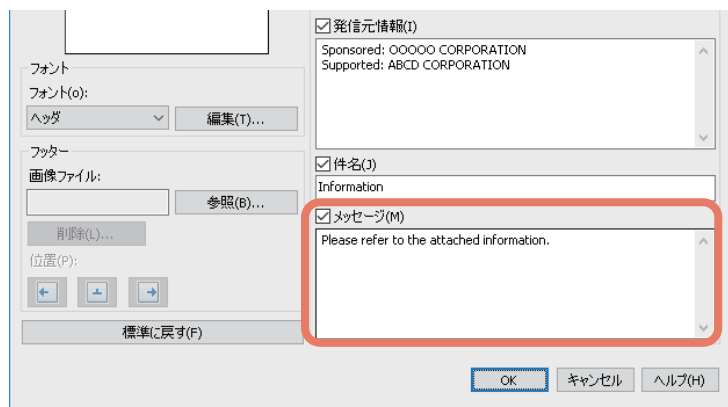 フォント
フォント(o):
ヘッダ
編集(T)...
フッター
画像ファイル:
参照(B)...
削除(L)...
位置(P):
標準に戻す(F)
発信元情報(I)
Sponsored: OOOOO CORPORATION
Supported: ABCD CORPORATION
件名(J)
Information
メッセージ(M)
Please refer to the attached information.
OK
キャンセル
ヘルプ(H)